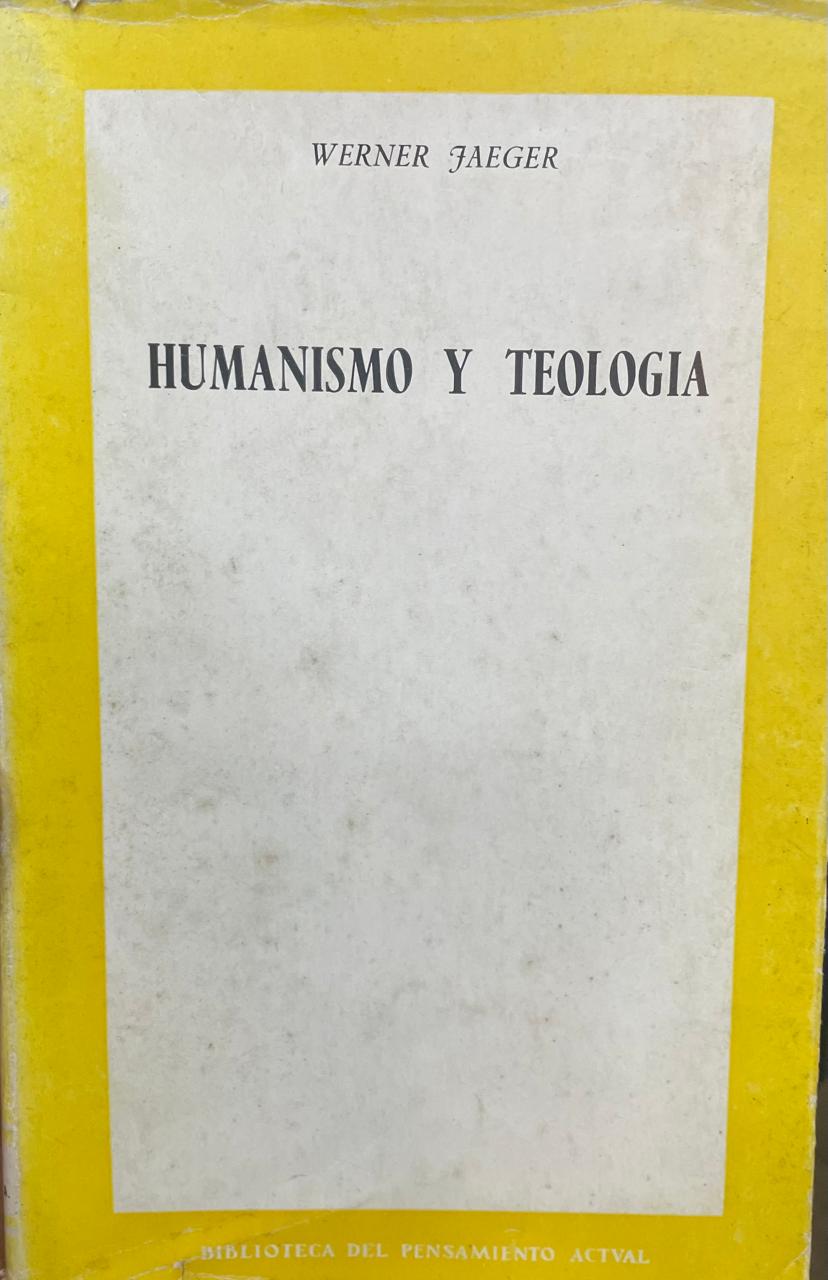 WERNER JAEGER
HUMANISMO Y TEOLOGIA
BIBLIOTECA DEL PENSAMIENTO ACTVAL